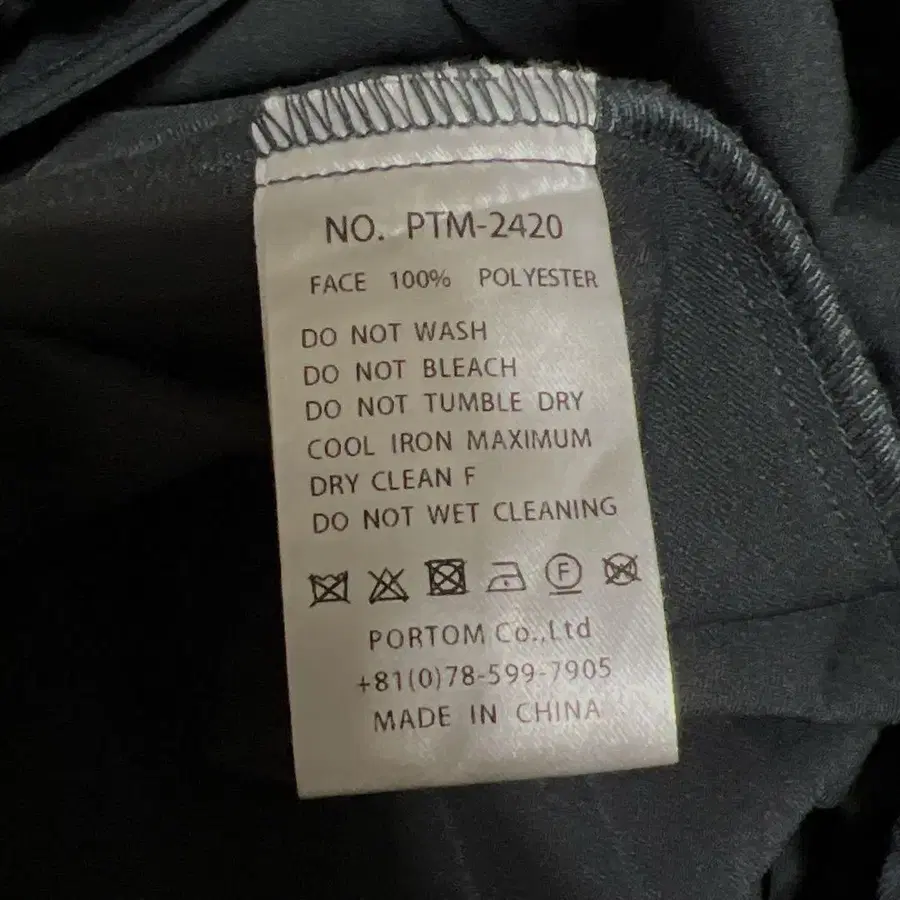 NO. PTM-2420
FACE 100% POLYESTER
DO NOT WASH
DO NOT BLEACH
DO NOT TUMBLE DRY
COOL IRON MAXIMUM
DRY CLEAN F
DO NOT WET CLEANING
F
PORTOM Co.,Ltd
+81(0)78-599-7905
MADE IN CHINA